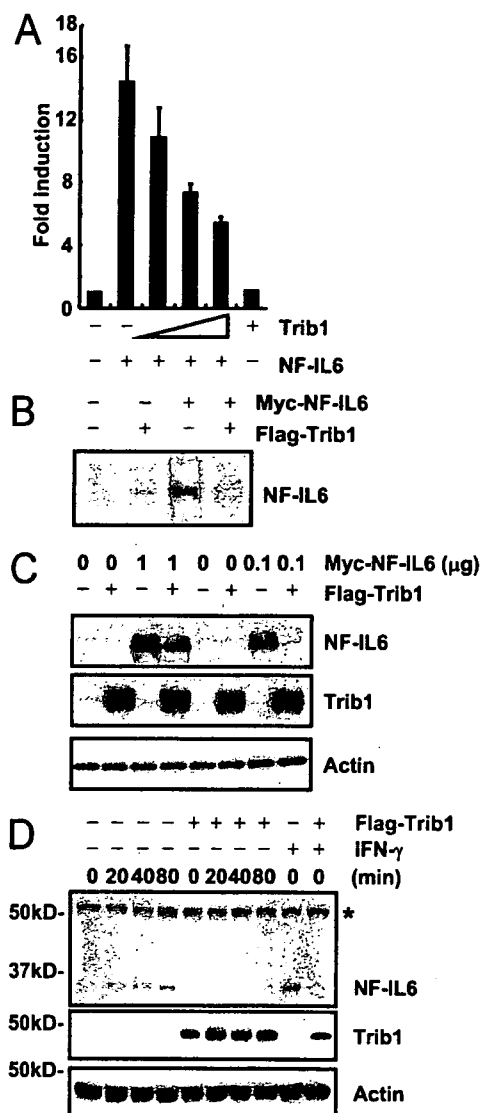 A
18
16
12
8
4
0
Fold induction
– – + Trib1
– + + + + – NF-IL6
B
– – + + Myc-NF-IL6
– + – + Flag-Trib1
NF-IL6
C
0 0 1 1 0 0 0.1 0.1 Myc-NF-IL6 (μg)
– + – + – + – + Flag-Trib1
NF-IL6
Trib1
Actin
D
– – – – + + + + – + Flag-Trib1
– – – – – – – – + + IFN-γ
0 20 40 80 0 20 40 80 0 0 (min)
50kD- *
37kD-
NF-IL6
50kD- Trib1
50kD-
Actin